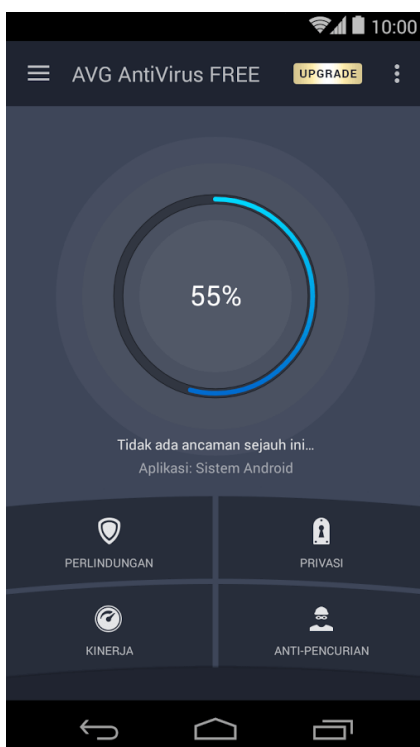 10:00
AVG AntiVirus FREE UPGRADE
55%
Tidak ada ancaman sejauh ini...
Aplikasi: Sistem Android
PERLINDUNGAN PRIVASI
KINERJA ANTI-PENCURIAN